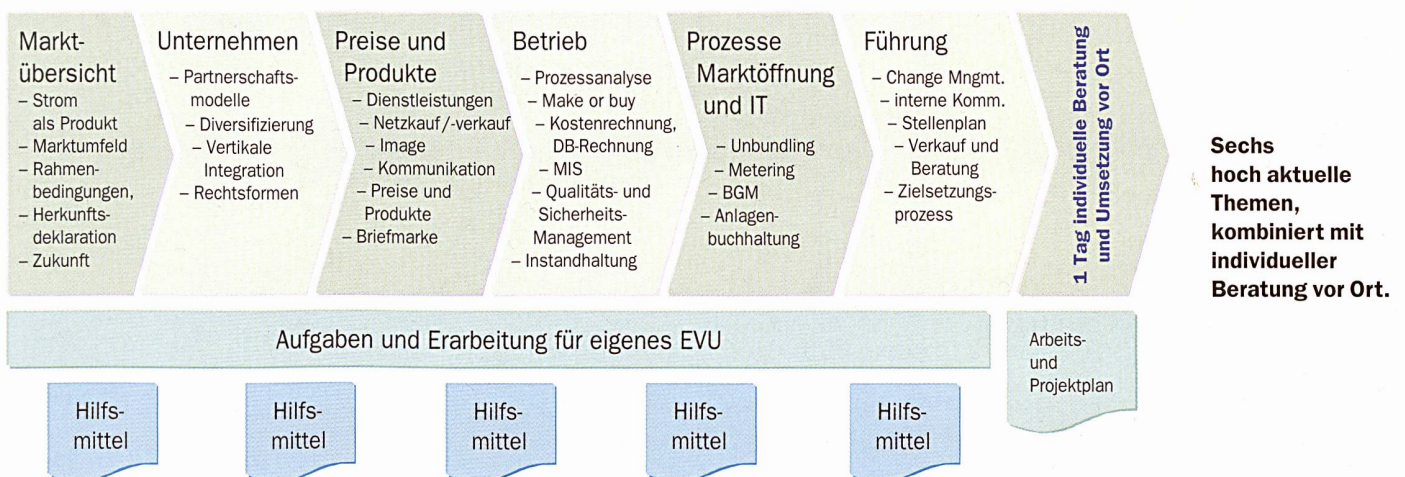 Markt-
übersicht
– Strom
als Produkt
– Marktumfeld
– Rahmen-
bedingungen,
– Herkunfts-
deklaration
– Zukunft
Unternehmen
– Partnerschafts-
modelle
– Diversifizierung
– Vertikale
Integration
– Rechtsformen
Preise und
Produkte
– Dienstleistungen
– Netzkauf/-verkauf
– Image
– Kommunikation
– Preise und
Produkte
– Briefmarke
Betrieb
– Prozessanalyse
– Make or buy
– Kostenrechnung,
DB-Rechnung
– MIS
– Qualitäts- und
Sicherheits-
Management
– Instandhaltung
Prozesse
Marktöffnung
und IT
– Unbundling
– Metering
– BGM
– Anlagen-
buchhaltung
Führung
– Change Mngmt.
– interne Komm.
– Stellenplan
– Verkauf und
Beratung
– Zielsetzungs-
prozess
1 Tag individuelle Beratung
und Umsetzung vor Ort
Sechs
hoch aktuelle
Themen,
kombiniert mit
individueller
Beratung vor Ort.
Aufgaben und Erarbeitung für eigenes EVU
Arbeits-
und
Projektplan
Hilfs-
mittel
Hilfs-
mittel
Hilfs-
mittel
Hilfs-
mittel
Hilfs-
mittel